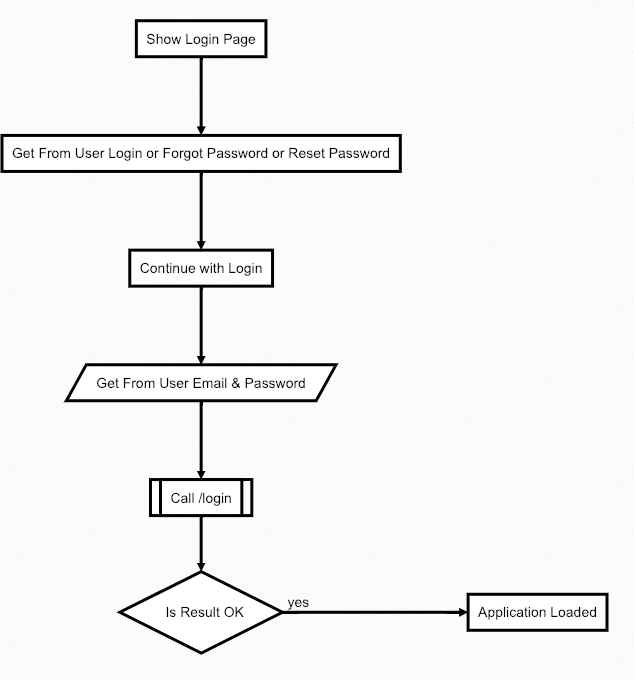 Show Login Page
Get From User Login or Forgot Password or Reset Password
Continue with Login
Get From User Email & Password
Call /login
Is Result OK
yes
Application Loaded